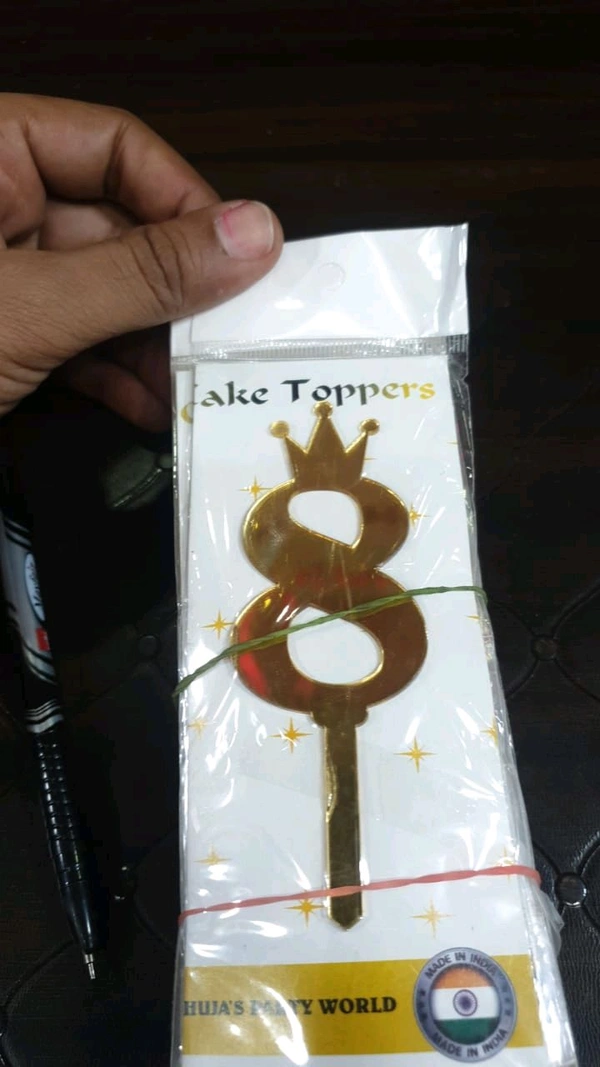 Cake Toppers
8
HUJA'S PARTY WORLD
MADE IN INDIA
MADE IN INDIA